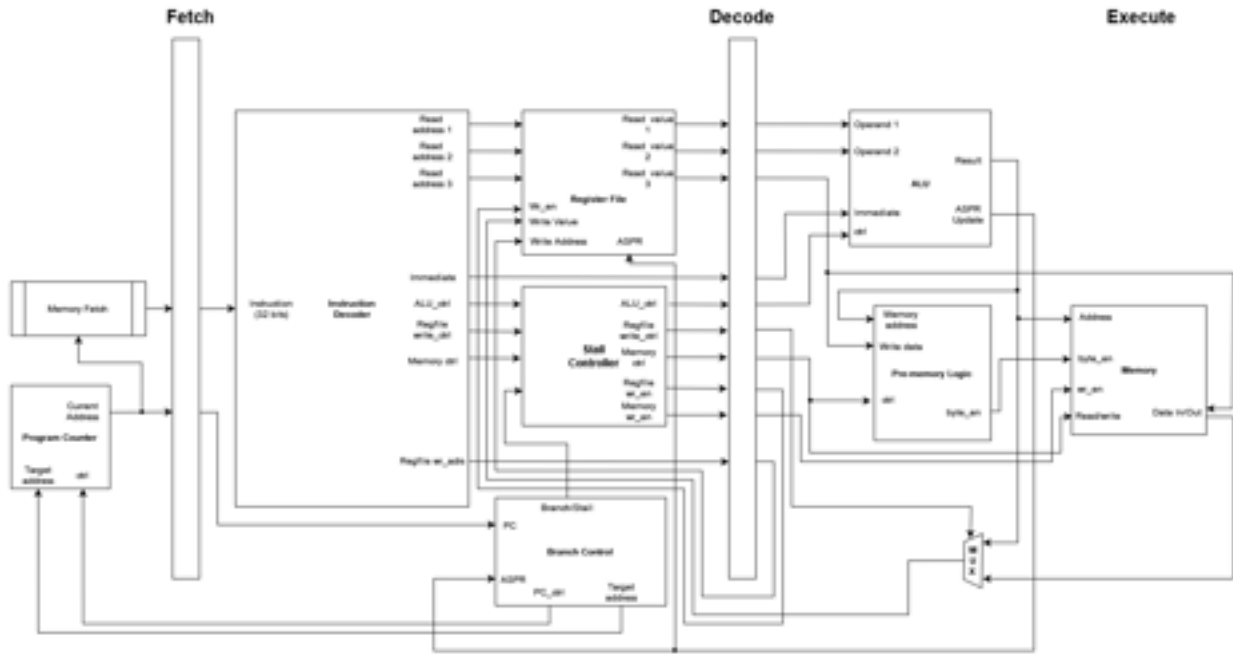 Fetch
Decode
Execute
Memory Fetch
Current
Address
Program Counter
Target
address
ctrl
Instruction
(32 bits)
Instruction
Decoder
Read
address 1
Read
address 2
Read
address 3
Immediate
ALU_ctrl
Regfile
write_ctrl
Memory ctrl
Regfile wr_adrs
Read value
1
Read value
2
Read value
3
Register File
Wr_en
Write Value
Write Address
ASPR
Stall
Controller
ALU_ctrl
Regfile
write_ctrl
Memory
ctrl
Regfile
wr_en
Memory
wr_en
Branch/Stall
PC
Branch Control
ASPR
PC_ctrl
Target
address
Operand 1
Operand 2
Result
ALU
Immediate
ASPR
Update
ctrl
Memory
address
Write data
Pre-memory Logic
ctrl
byte_en
Address
byte_en
Memory
wr_en
Data In/Out
Read/write
M
U
X